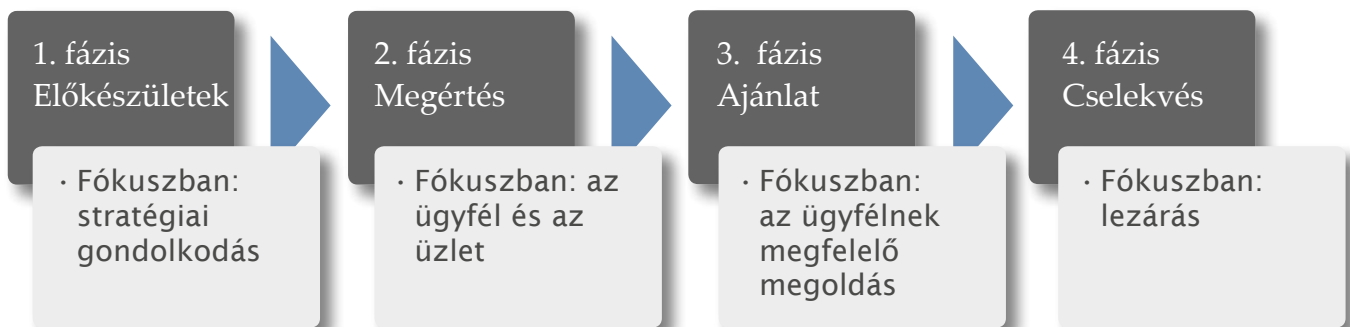 1. fázis
Előkészületek
· Fókuszban:
stratégiai
gondolkodás
2. fázis
Megértés
· Fókuszban: az
ügyfél és az
üzlet
3. fázis
Ajánlat
· Fókuszban:
az ügyfélnek
megfelelő
megoldás
4. fázis
Cselekvés
· Fókuszban:
lezárás